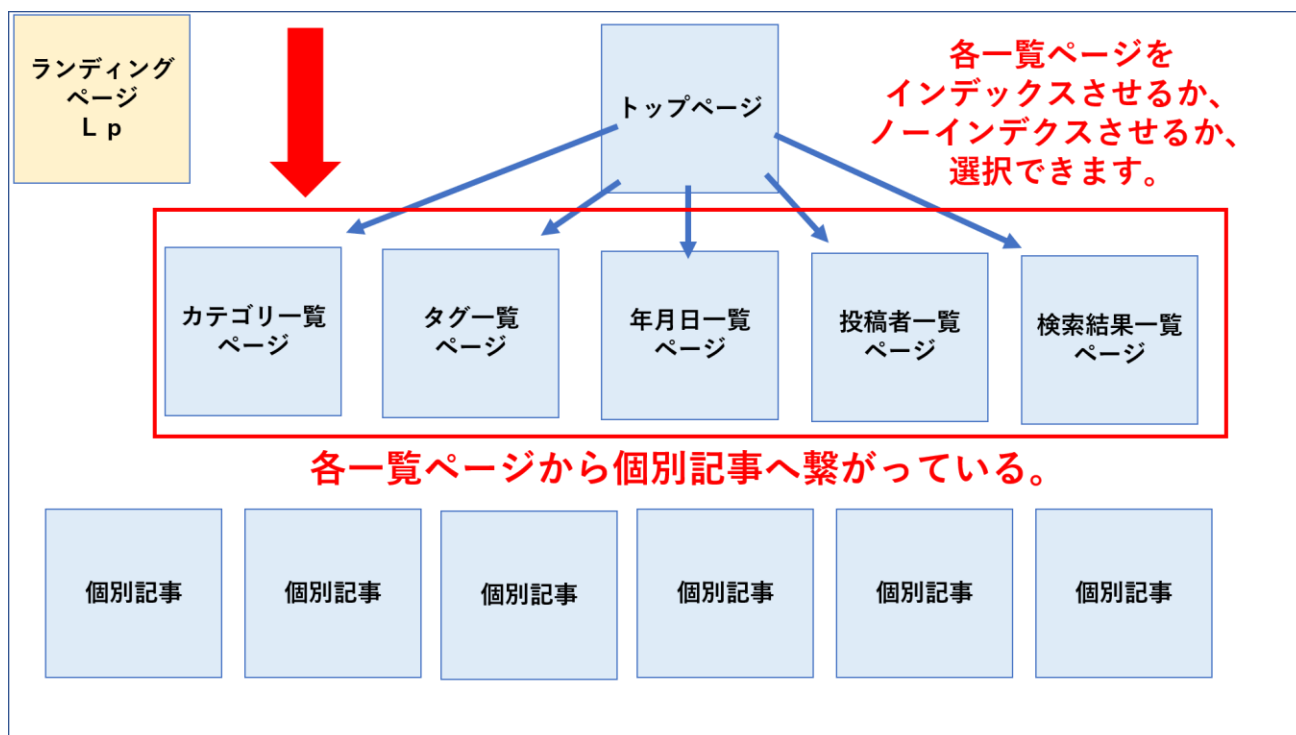 ランディング
ページ
Ｌｐ
トップページ
各一覧ページを
インデックスさせるか、
ノーインデクスさせるか、
選択できます。
カテゴリ一覧
ページ
タグ一覧
ページ
年月日一覧
ページ
投稿者一覧
ページ
検索結果一覧
ページ
各一覧ページから個別記事へ繋がっている。
個別記事
個別記事
個別記事
個別記事
個別記事
個別記事